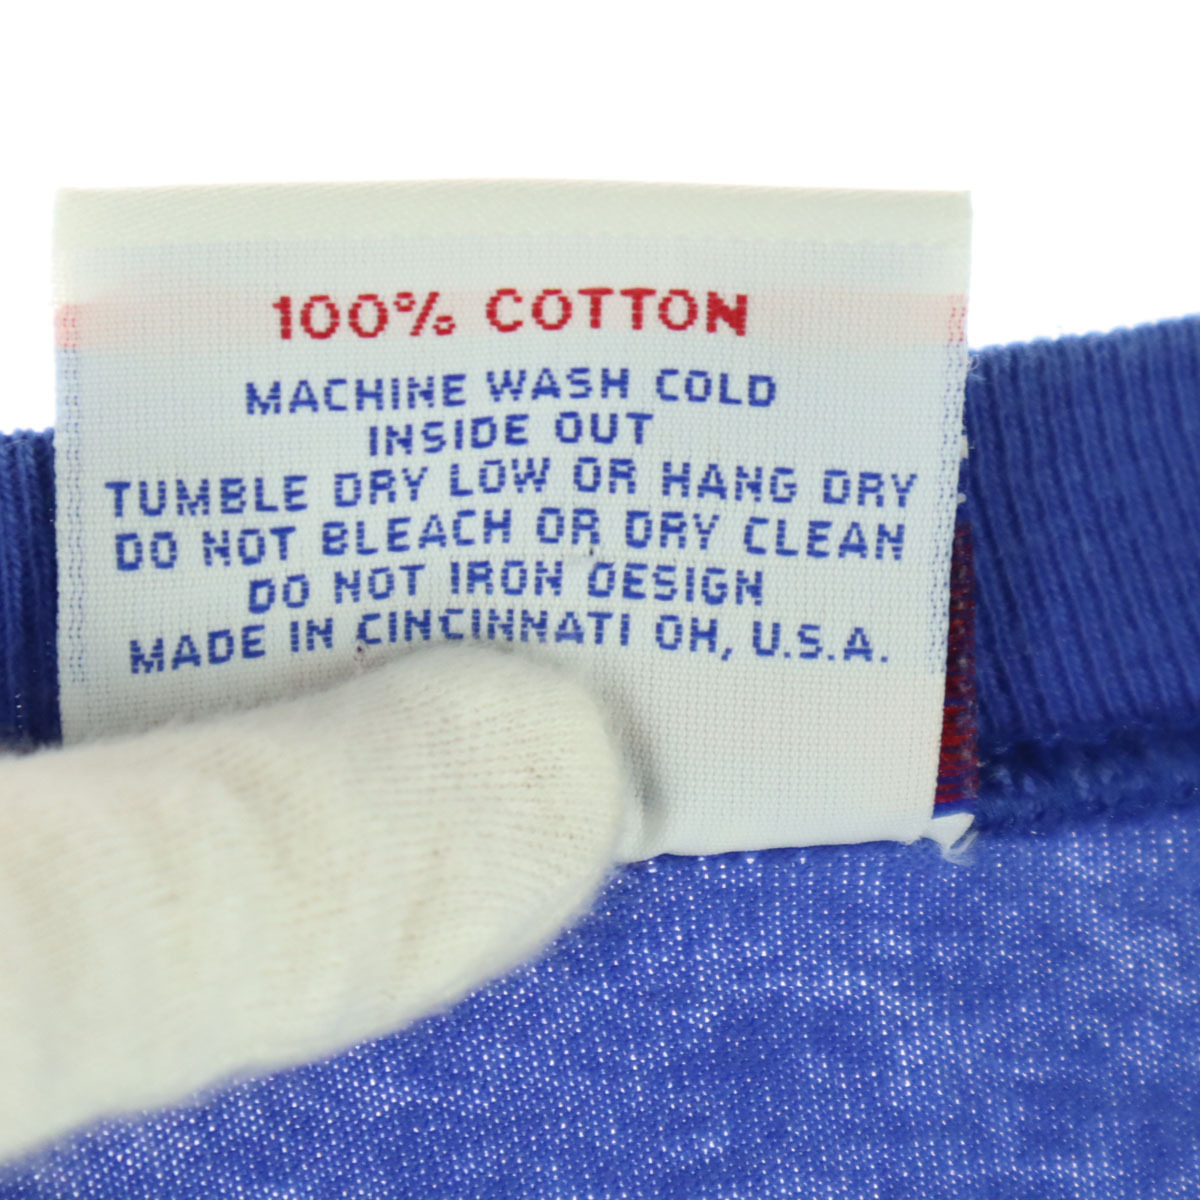 100% COTTON
MACHINE WASH COLD
INSIDE OUT
TUMBLE DRY LOW OR HANG DRY
DO NOT BLEACH OR DRY CLEAN
DO NOT IRON DESIGN
MADE IN CINCINNATI OH, U.S.A.